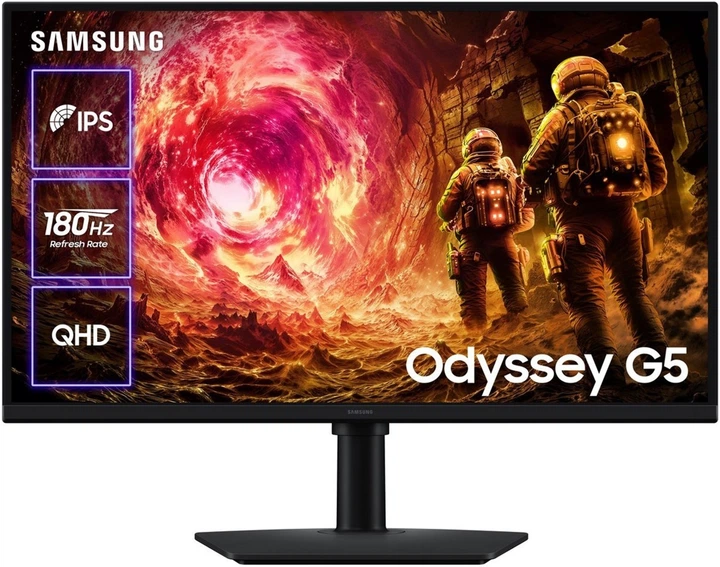 SAMSUNG
IPS
180Hz
Refresh Rate
QHD
Odyssey G5
SAMSUNG